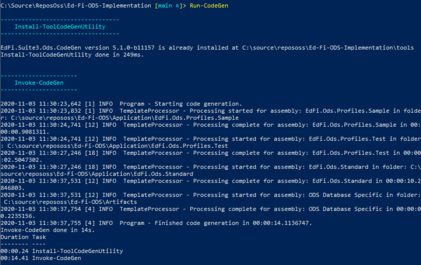 C:\Source\ReposOss\Ed-Fi-ODS-Implementation [main ≡]> Run-CodeGen
-------------------------------
Install-ToolCodeGenUtility
-------------------------------
EdFi.Suite3.Ods.CodeGen version 5.1.0-b11157 is already installed at C:\source\repososs\Ed-Fi-ODS-Implementation\tools
Install-ToolCodeGenUtility done in 249ms.
--------------------
Invoke-CodeGen
--------------------
2020-11-03 11:30:23,642 [1] INFO  Program - Starting code generation.
2020-11-03 11:30:23,832 [1] INFO  TemplateProcessor - Processing started for assembly: EdFi.Ods.Profiles.Sample in folde
r: C:\source\repososs\Ed-Fi-ODS\Application\EdFi.Ods.Profiles.Sample
2020-11-03 11:30:24,741 [12] INFO  TemplateProcessor - Processing complete for assembly: EdFi.Ods.Profiles.Sample in 00:
00:00.9081311.
2020-11-03 11:30:24,741 [12] INFO  TemplateProcessor - Processing started for assembly: EdFi.Ods.Profiles.Test in folder
: C:\source\repososs\Ed-Fi-ODS\Application\EdFi.Ods.Profiles.Test
2020-11-03 11:30:27,246 [18] INFO  TemplateProcessor - Processing complete for assembly: EdFi.Ods.Profiles.Test in 00:00
:02.5047302.
2020-11-03 11:30:27,246 [18] INFO  TemplateProcessor - Processing started for assembly: EdFi.Ods.Standard in folder: C:\
source\repososs\Ed-Fi-ODS\Application\EdFi.Ods.Standard
2020-11-03 11:30:37,531 [12] INFO  TemplateProcessor - Processing complete for assembly: EdFi.Ods.Standard in 00:00:10.2
846803.
2020-11-03 11:30:37,531 [12] INFO  TemplateProcessor - Processing started for assembly: ODS Database Specific in folder:
C:\source\repososs\Ed-Fi-ODS\Artifacts
2020-11-03 11:30:37,754 [4] INFO  TemplateProcessor - Processing complete for assembly: ODS Database Specific in 00:00:0
0.2235156.
2020-11-03 11:30:37,755 [4] INFO  Program - Finished code generation in 00:00:14.1136747.
Invoke-CodeGen done in 14s.
Duration Task
-------- ----
00:00.24 Install-ToolCodeGenUtility
00:14.41 Invoke-CodeGen